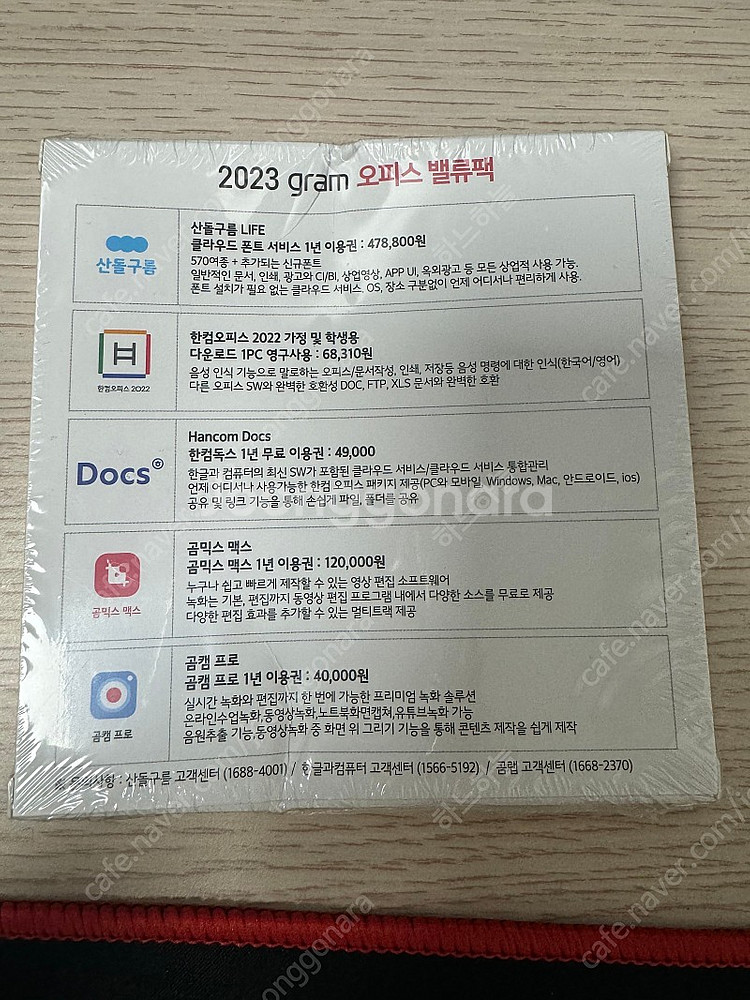 2023 gram 오피스 밸류팩
산돌구름
산돌구름 LIFE
클라우드 폰트 서비스 1년 이용권 : 478,800원
570여종 + 추가되는 신규폰트
일반적인 문서, 인쇄, 광고와 CI/BI, 상업영상, APP UI, 옥외광고 등 모든 상업적 사용 가능.
폰트 설치가 필요 없는 클라우드 서비스. OS, 장소 구분없이 언제 어디서나 편리하게 사용.
한컴오피스 2022
한컴오피스 2022 가정 및 학생용
다운로드 1PC 영구사용 : 68,310원
음성 인식 기능으로 말로하는 오피스/문서작성, 인쇄, 저장등 음성 명령에 대한 인식(한국어/영어)
다른 오피스 SW와 완벽한 호환성 DOC, FTP, XLS 문서와 완벽한 호환
Docs
Hancom Docs
한컴독스 1년 무료 이용권 : 49,000
한글과 컴퓨터의 최신 SW가 포함된 클라우드 서비스/클라우드 서비스 통합관리
언제 어디서나 사용가능한 한컴 오피스 패키지 제공(PC와 모바일 Windows, Mac, 안드로이드, ios)
공유 및 링크 기능을 통해 손쉽게 파일, 폴더를 공유
곰믹스 맥스
곰믹스 맥스
곰믹스 맥스 1년 이용권 : 120,000원
누구나 쉽고 빠르게 제작할 수 있는 영상 편집 소프트웨어
녹화는 기본, 편집까지 동영상 편집 프로그램 내에서 다양한 소스를 무료로 제공
다양한 편집 효과를 추가할 수 있는 멀티트랙 제공
곰캠 프로
곰캠 프로
곰캠 프로 1년 이용권 : 40,000원
실시간 녹화와 편집까지 한 번에 가능한 프리미엄 녹화 솔루션
온라인수업녹화,동영상녹화,노트북화면캡쳐,유튜브녹화 가능
음원추출 기능,동영상녹화 중 화면 위 그리기 기능을 통해 콘텐츠 제작을 쉽게 제작
※ 문의사항 : 산돌구름 고객센터 (1688-4001) / 한글과컴퓨터 고객센터 (1566-5192) / 곰랩 고객센터 (1668-2370)
joonggonara
하느하늘
cafe.naver.com/